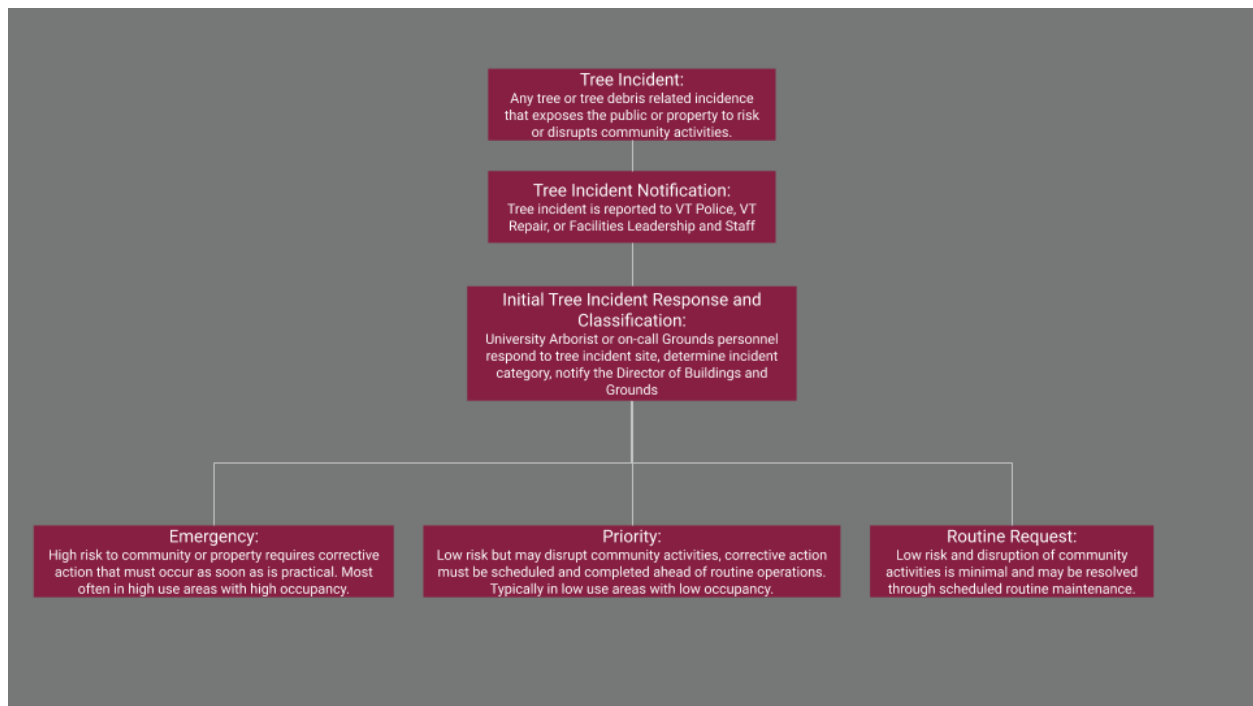 Tree Incident:
Any tree or tree debris related incidence
that exposes the public or property to risk
or disrupts community activities.
Tree Incident Notification:
Tree incident is reported to VT Police, VT
Repair, or Facilities Leadership and Staff
Initial Tree Incident Response and
Classification:
University Arborist or on-call Grounds personnel
respond to tree incident site, determine incident
category, notify the Director of Buildings and
Grounds
Emergency:
High risk to community or property requires corrective
action that must occur as soon as is practical. Most
often in high use areas with high occupancy.
Priority:
Low risk but may disrupt community activities, corrective action
must be scheduled and completed ahead of routine operations.
Typically in low use areas with low occupancy.
Routine Request:
Low risk and disruption of community
activities is minimal and may be resolved
through scheduled routine maintenance.